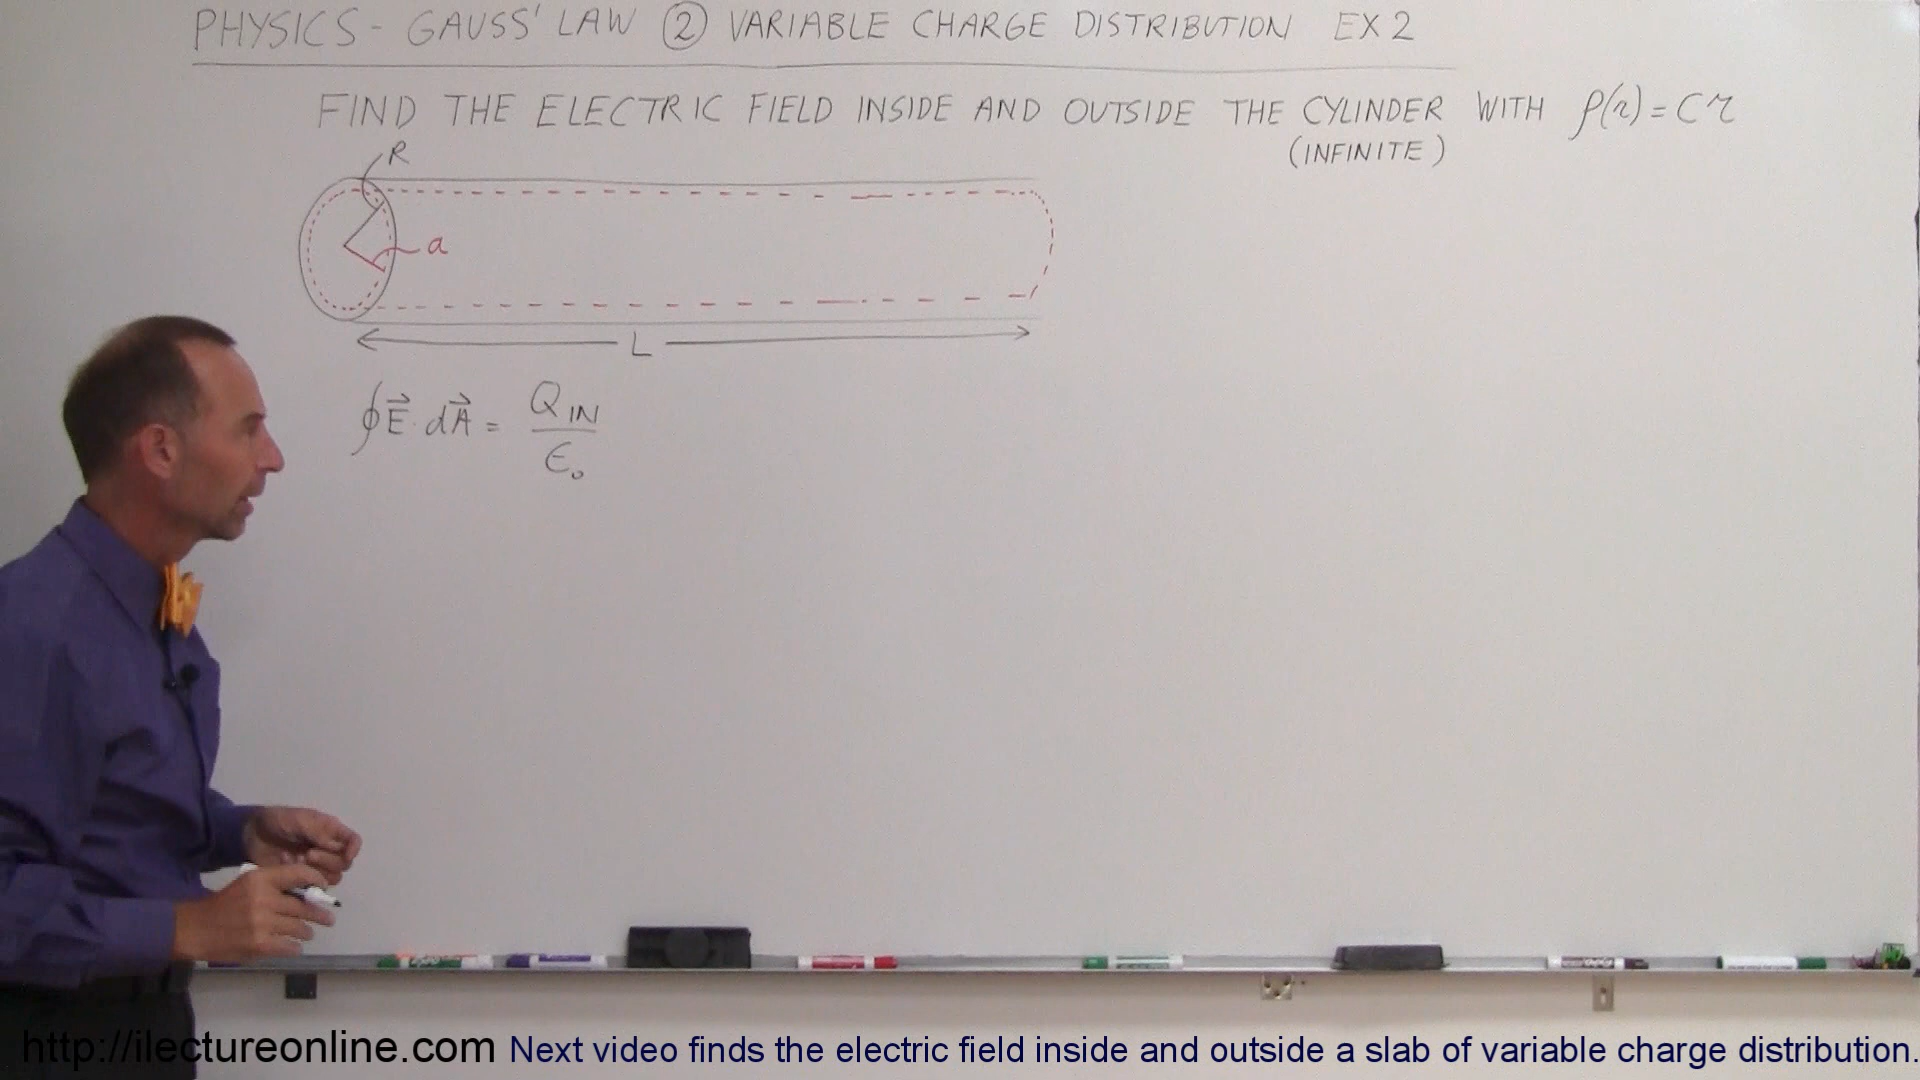 PHYSICS - GAUSS' LAW ② VARIABLE CHARGE DISTRIBUTION EX 2
FIND THE ELECTRIC FIELD INSIDE AND OUTSIDE THE CYLINDER WITH ρ(r) = Cr
(INFINITE)
R
a
L
∮E⃗·dA⃗ = Q_IN / ε₀
http://ilectureonline.com Next video finds the electric field inside and outside a slab of variable charge distribution.